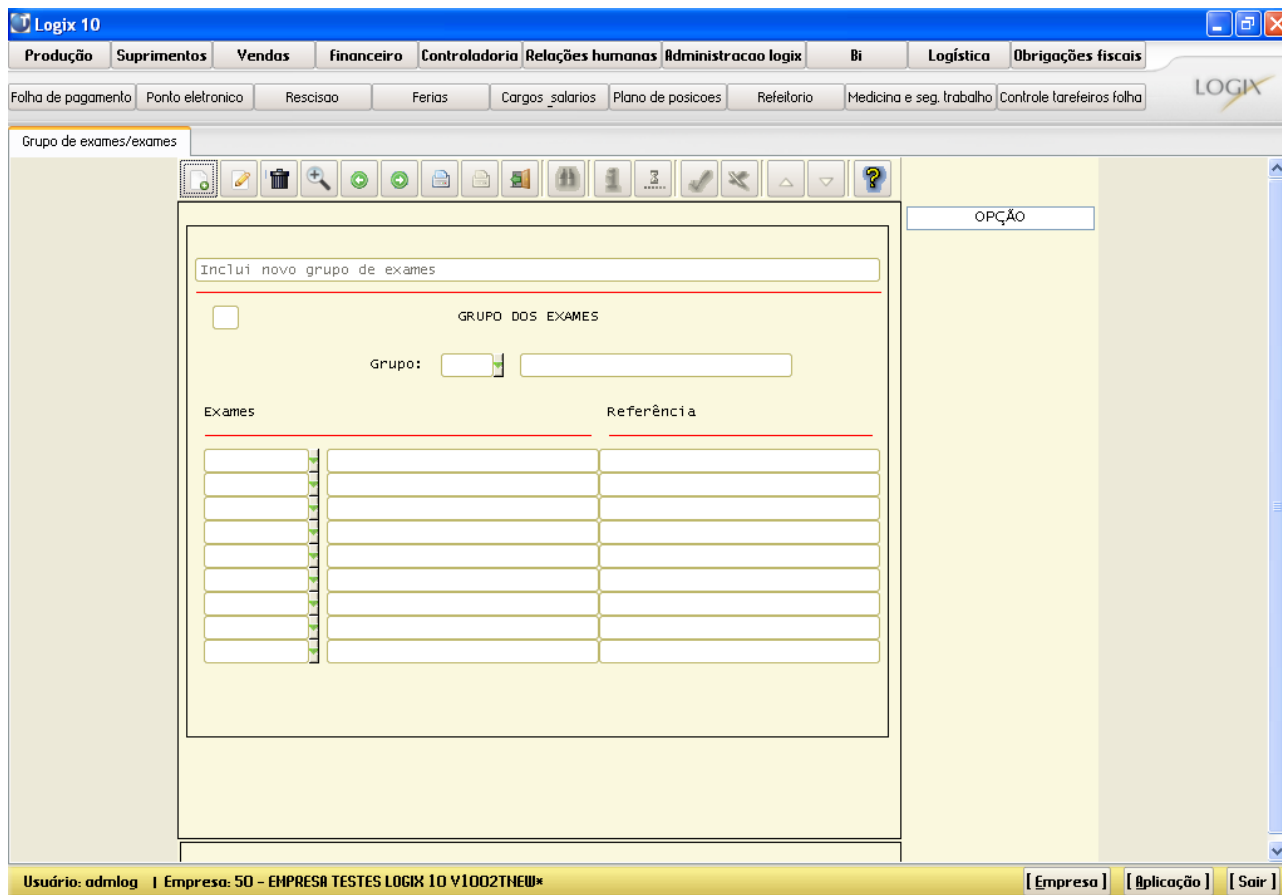 Logix 10
Produção Suprimentos Vendas Financeiro Controladoria Relações humanas Administracao logix Bi Logística Obrigações fiscais
LOGIX
Folha de pagamento Ponto eletronico Rescisao Ferias Cargos_salarios Plano de posicoes Refeitorio Medicina e seg. trabalho Controle tarefeiros folha
Grupo de exames/exames
OPÇÃO
Inclui novo grupo de exames
GRUPO DOS EXAMES
Grupo:
Exames Referência
Usuário: admlog | Empresa: 50 - EMPRESA TESTES LOGIX 10 V1002TNEW* [ Empresa ] [ Aplicação ] [ Sair ]